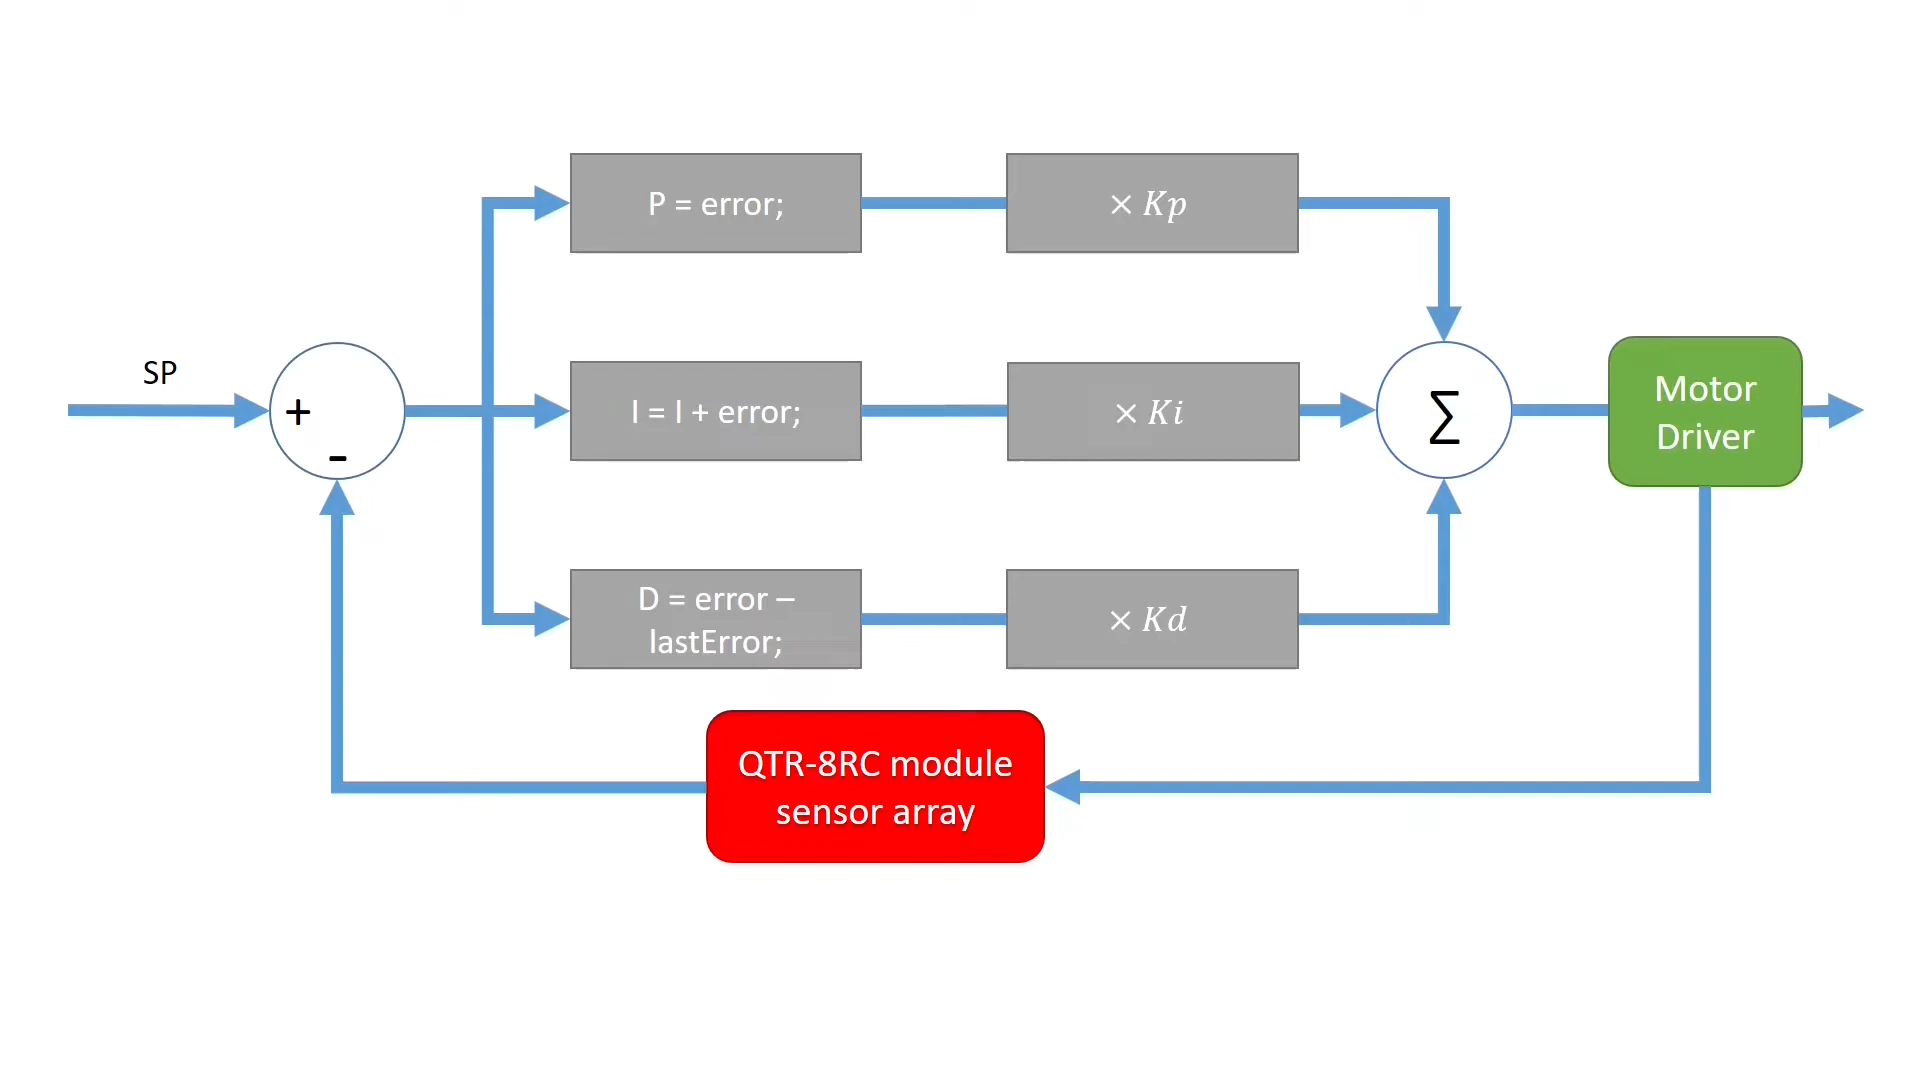 P = error;
× Kp
SP
+
-
I = I + error;
× Ki
∑
Motor
Driver
D = error –
lastError;
× Kd
QTR-8RC module
sensor array